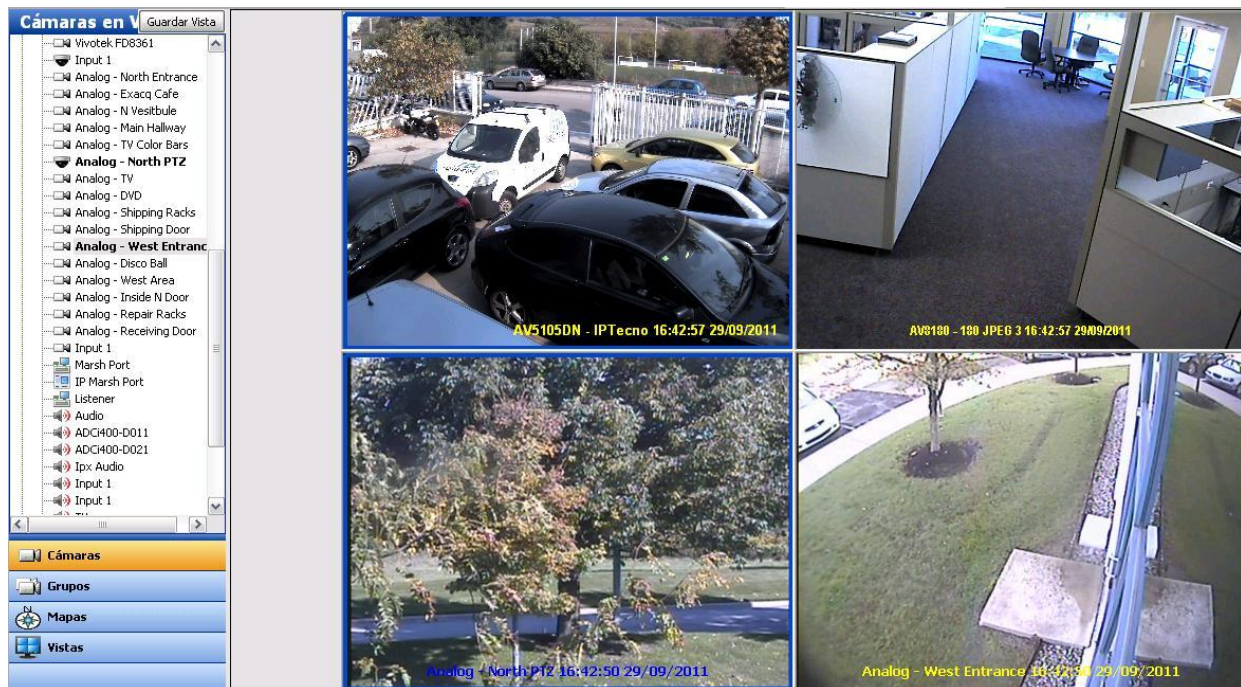 Cámaras en V
Guardar Vista
Vivotek FD8361
Input 1
Analog - North Entrance
Analog - Exacq Cafe
Analog - N Vesitbule
Analog - Main Hallway
Analog - TV Color Bars
Analog - North PTZ
Analog - TV
Analog - DVD
Analog - Shipping Racks
Analog - Shipping Door
Analog - West Entranc
Analog - Disco Ball
Analog - West Area
Analog - Inside N Door
Analog - Repair Racks
Analog - Receiving Door
Input 1
Marsh Port
IP Marsh Port
Listener
Audio
ADCi400-D011
ADCi400-D021
Ipx Audio
Input 1
Input 1
Cámaras
Grupos
Mapas
Vistas
AV5105DN - IPTecno 16:42:57 29/09/2011
AV8180 - 180 JPEG 3 16:42:57 29/09/2011
Analog - North PTZ 16:42:50 29/09/2011
Analog - West Entrance 16:42:50 29/09/2011